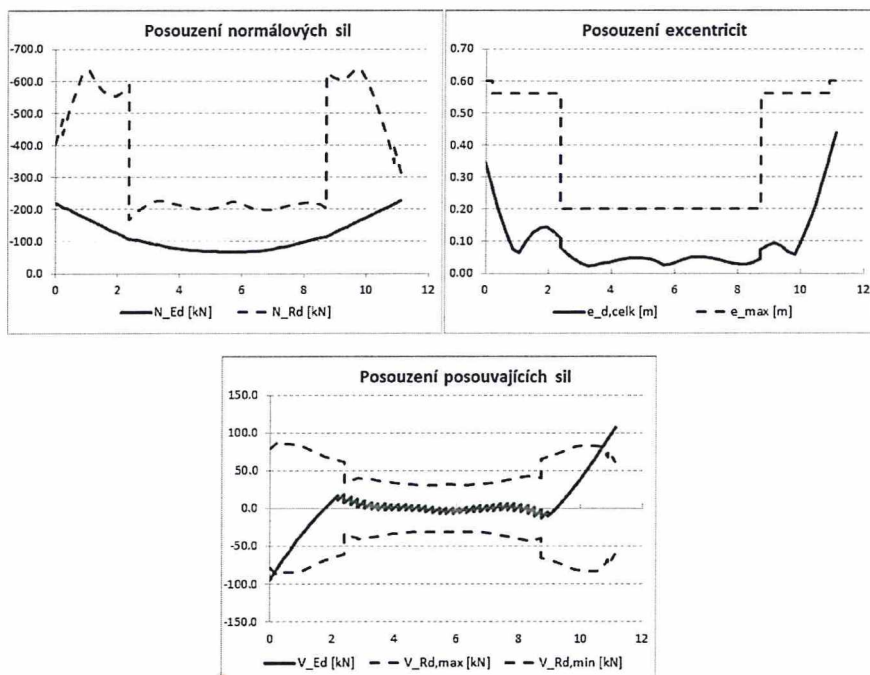 Posouzení normálových sil
-700.0
-600.0
-500.0
-400.0
-300.0
-200.0
-100.0
0.0
0 2 4 6 8 10 12
N_Ed [kN] N_Rd [kN]
Posouzení excentricit
0.70
0.60
0.50
0.40
0.30
0.20
0.10
0.00
0 2 4 6 8 10 12
e_d,celk [m] e_max [m]
Posouzení posouvajících sil
150.0
100.0
50.0
0.0
-50.0
-100.0
-150.0
0 2 4 6 8 10 12
V_Ed [kN] V_Rd,max [kN] V_Rd,min [kN]